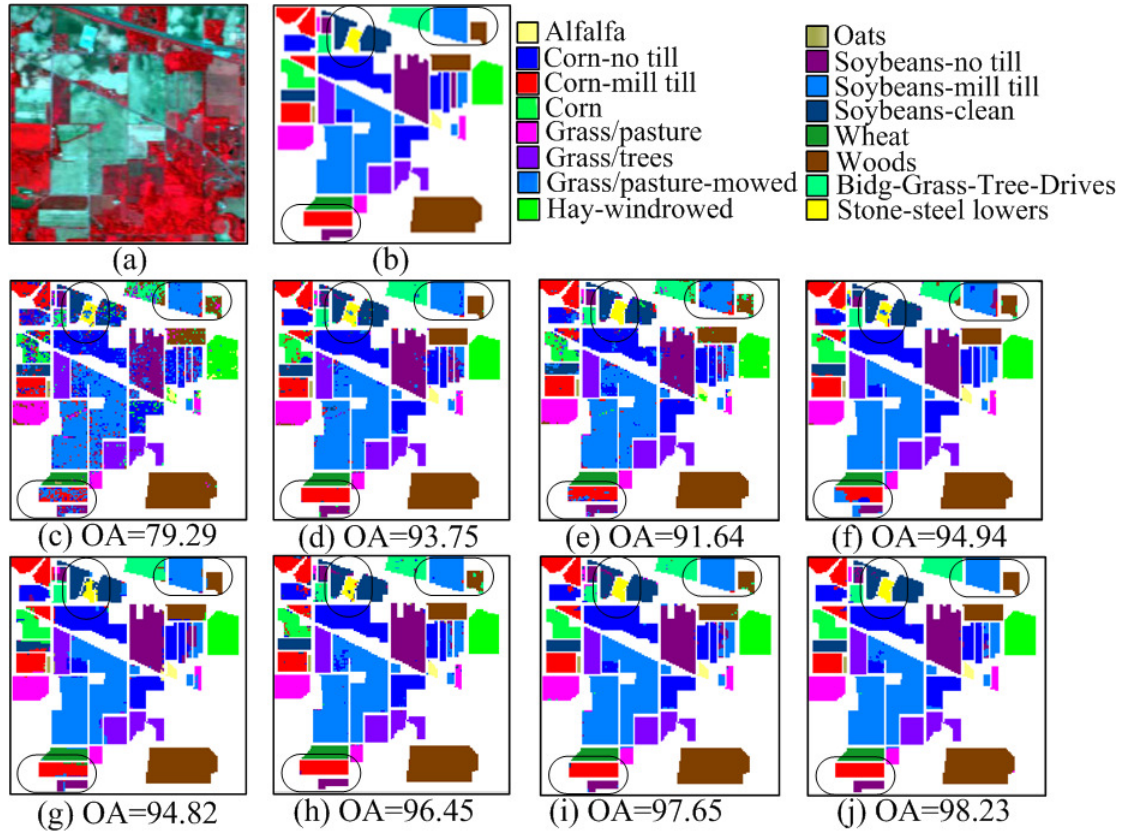 Alfalfa
Corn-no till
Corn-mill till
Corn
Grass/pasture
Grass/trees
Grass/pasture-mowed
Hay-windrowed
Oats
Soybeans-no till
Soybeans-mill till
Soybeans-clean
Wheat
Woods
Bidg-Grass-Tree-Drives
Stone-steel lowers
(a) (b)
(c) OA=79.29 (d) OA=93.75 (e) OA=91.64 (f) OA=94.94
(g) OA=94.82 (h) OA=96.45 (i) OA=97.65 (j) OA=98.23